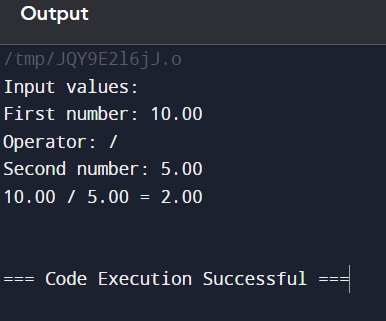 Output
/tmp/JQY9E2l6jJ.o
Input values:
First number: 10.00
Operator: /
Second number: 5.00
10.00 / 5.00 = 2.00
=== Code Execution Successful ===